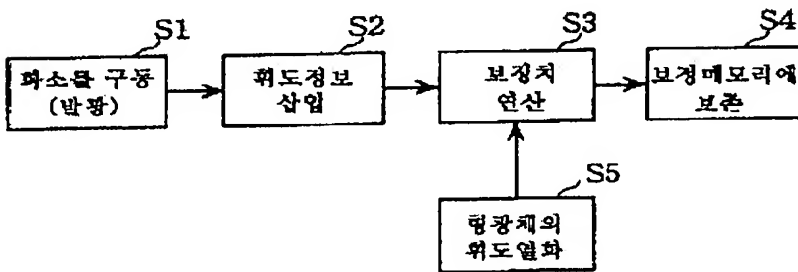 S1
화소를 구동
(발광)
S2
휘도정보
삽입
S3
보정치
연산
S4
보정메모리에
보존
S5
형광체의
휘도열화